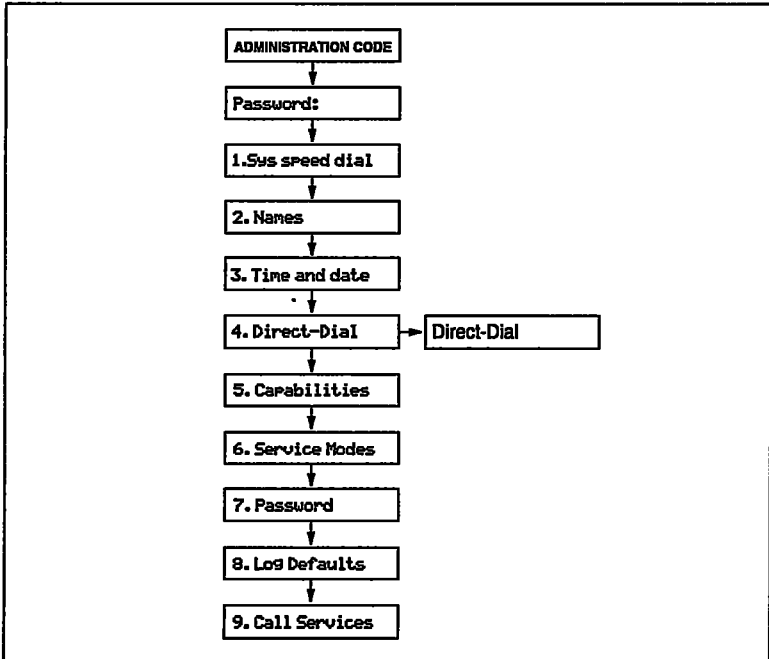 ADMINISTRATION CODE
Password:
1.Sys speed dial
2. Names
3. Time and date
4. Direct-Dial
Direct-Dial
5. Capabilities
6. Service Modes
7. Password
8. Log Defaults
9. Call Services